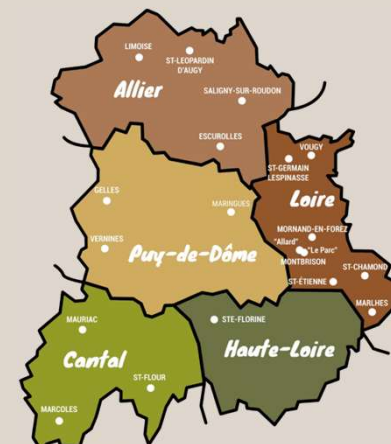 LIMOISE
ST-LEOPARDIN
D'AUGY
Allier
SALIGNY-SUR-ROUDON
ESCUROLLES
VOUGY
ST-GERMAIN
LESPINASSE
Loire
GELLES
MARINGUES
MORNAND-EN-FOREZ
"Allard"
"Le Parc"
VERNINES
Puy-de-Dôme
MONTBRISON
ST-CHAMOND
ST-ÉTIENNE
MARLHES
MAURIAC
STE-FLORINE
Cantal
Haute-Loire
ST-FLOUR
MARCOLES